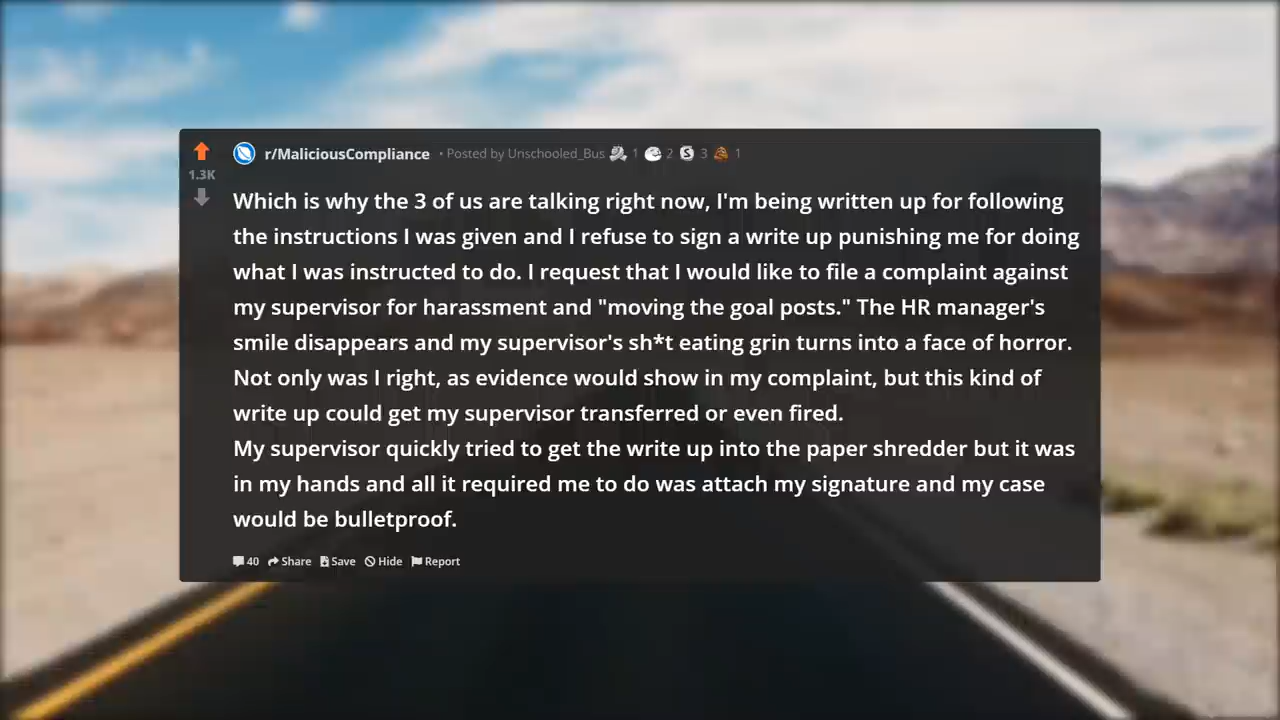 r/MaliciousCompliance • Posted by Unschooled_Bus 1 2 3 1
1.3K
Which is why the 3 of us are talking right now, I'm being written up for following
the instructions I was given and I refuse to sign a write up punishing me for doing
what I was instructed to do. I request that I would like to file a complaint against
my supervisor for harassment and "moving the goal posts." The HR manager's
smile disappears and my supervisor's sh*t eating grin turns into a face of horror.
Not only was I right, as evidence would show in my complaint, but this kind of
write up could get my supervisor transferred or even fired.
My supervisor quickly tried to get the write up into the paper shredder but it was
in my hands and all it required me to do was attach my signature and my case
would be bulletproof.
40 Share Save Hide Report